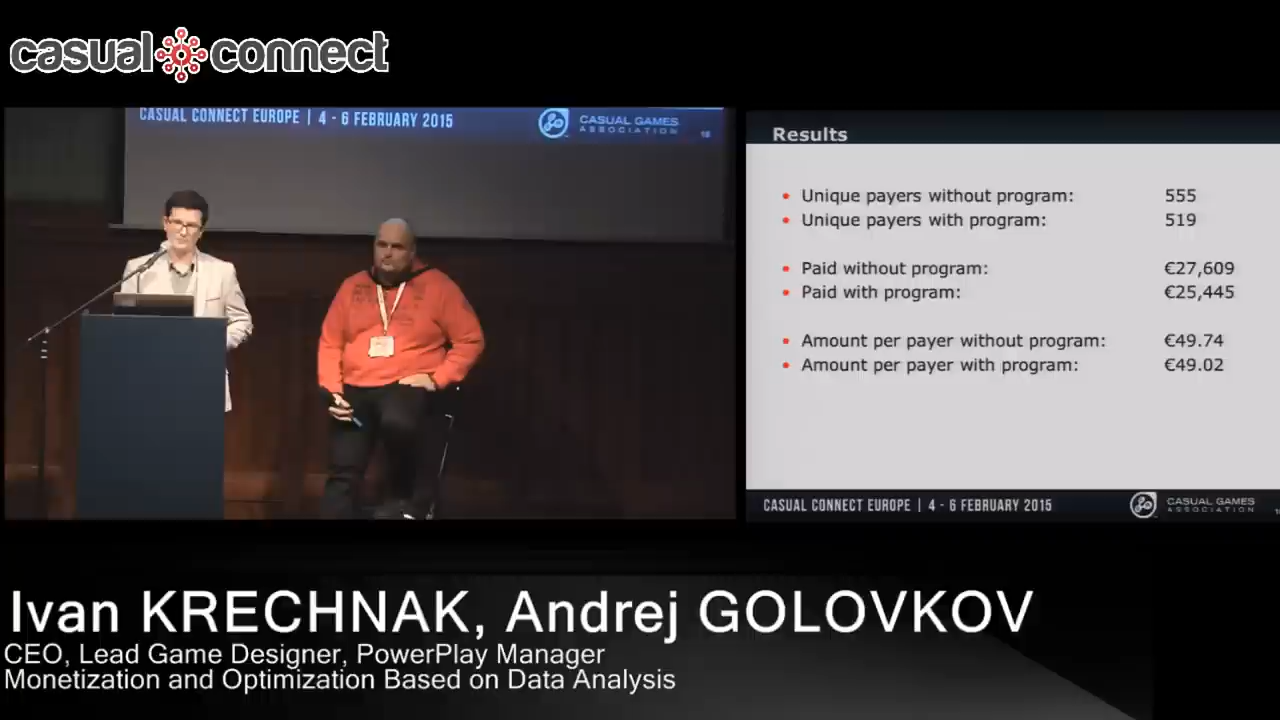 casual connect
CASUAL CONNECT EUROPE | 4 - 6 FEBRUARY 2015
CASUAL GAMES
ASSOCIATION
18
Results
• Unique payers without program: 555
• Unique payers with program: 519
• Paid without program: €27,609
• Paid with program: €25,445
• Amount per payer without program: €49.74
• Amount per payer with program: €49.02
CASUAL CONNECT EUROPE | 4 - 6 FEBRUARY 2015
CASUAL GAMES
ASSOCIATION
Ivan KRECHNAK, Andrej GOLOVKOV
CEO, Lead Game Designer, PowerPlay Manager
Monetization and Optimization Based on Data Analysis